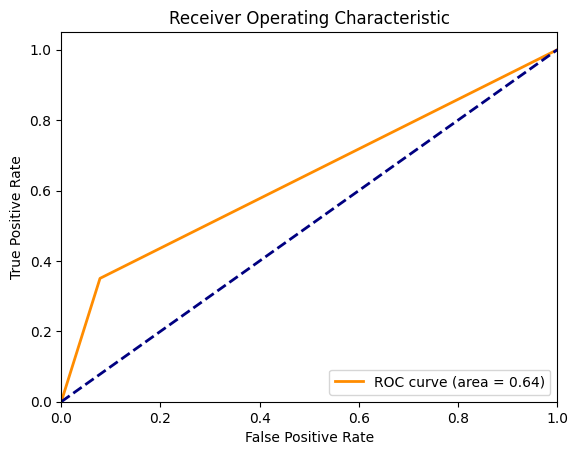 Receiver Operating Characteristic
True Positive Rate
1.0
0.8
0.6
0.4
0.2
0.0
ROC curve (area = 0.64)
0.0 0.2 0.4 0.6 0.8 1.0
False Positive Rate